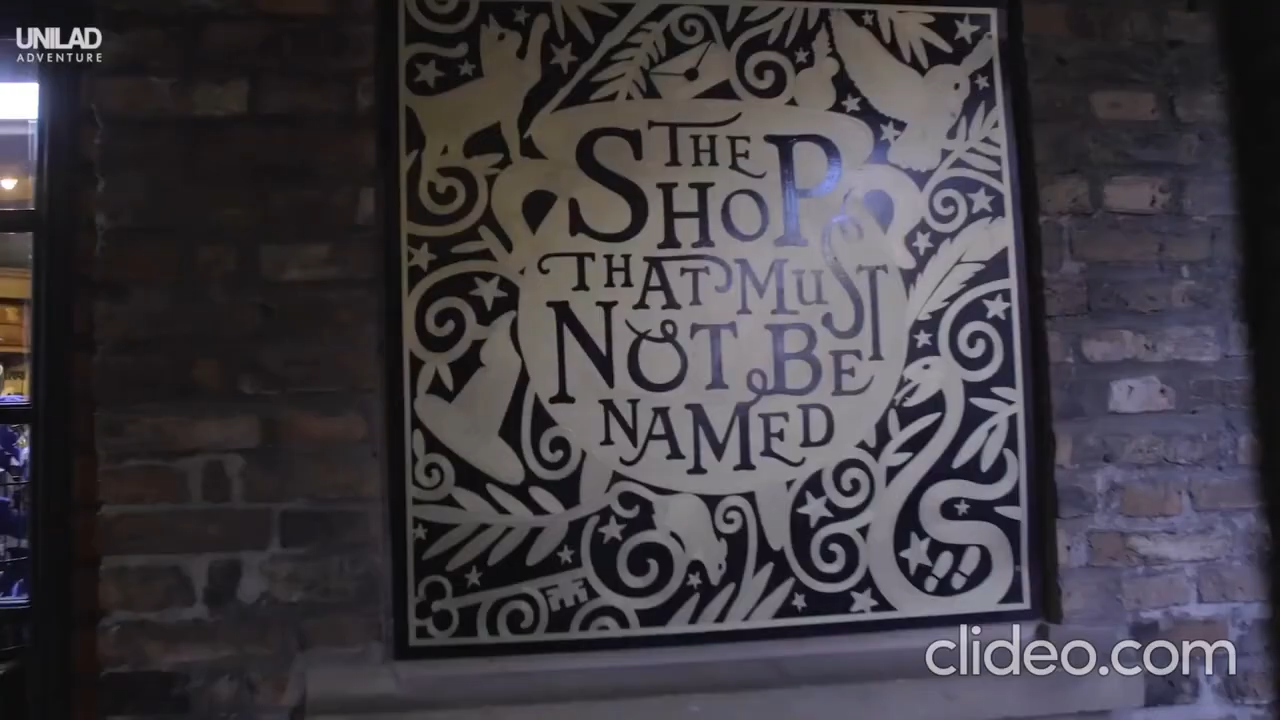 UNILAD
ADVENTURE
THE
SHOP
THAT MUST
NOT BE
NAMED
clideo.com